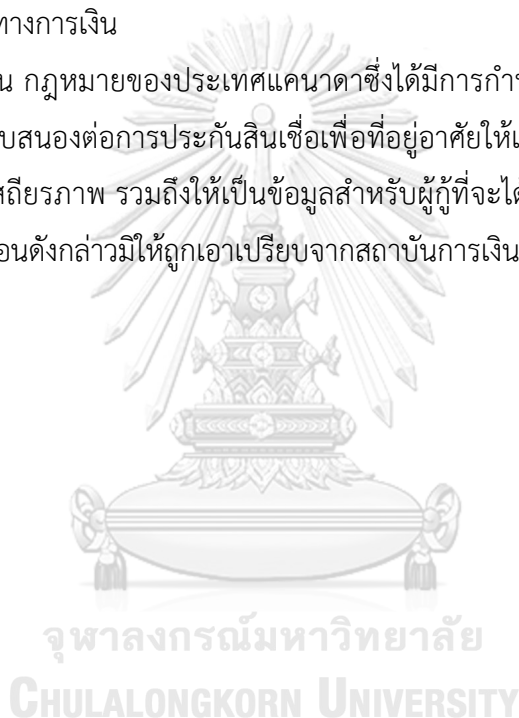 ทางการเงิน
น กฎหมายของประเทศแคนาดาซึ่งได้มีการกำ
บสนองต่อการประกันสินเชื่อเพื่อที่อยู่อาศัยให้
สถียรภาพ รวมถึงให้เป็นข้อมูลสำหรับผู้กู้ที่จะได้
อนดังกล่าวมิให้ถูกเอาเปรียบจากสถาบันการเงิน
จุฬาลงกรณ์มหาวิทยาลัย
CHULALONGKORN UNIVERSITY